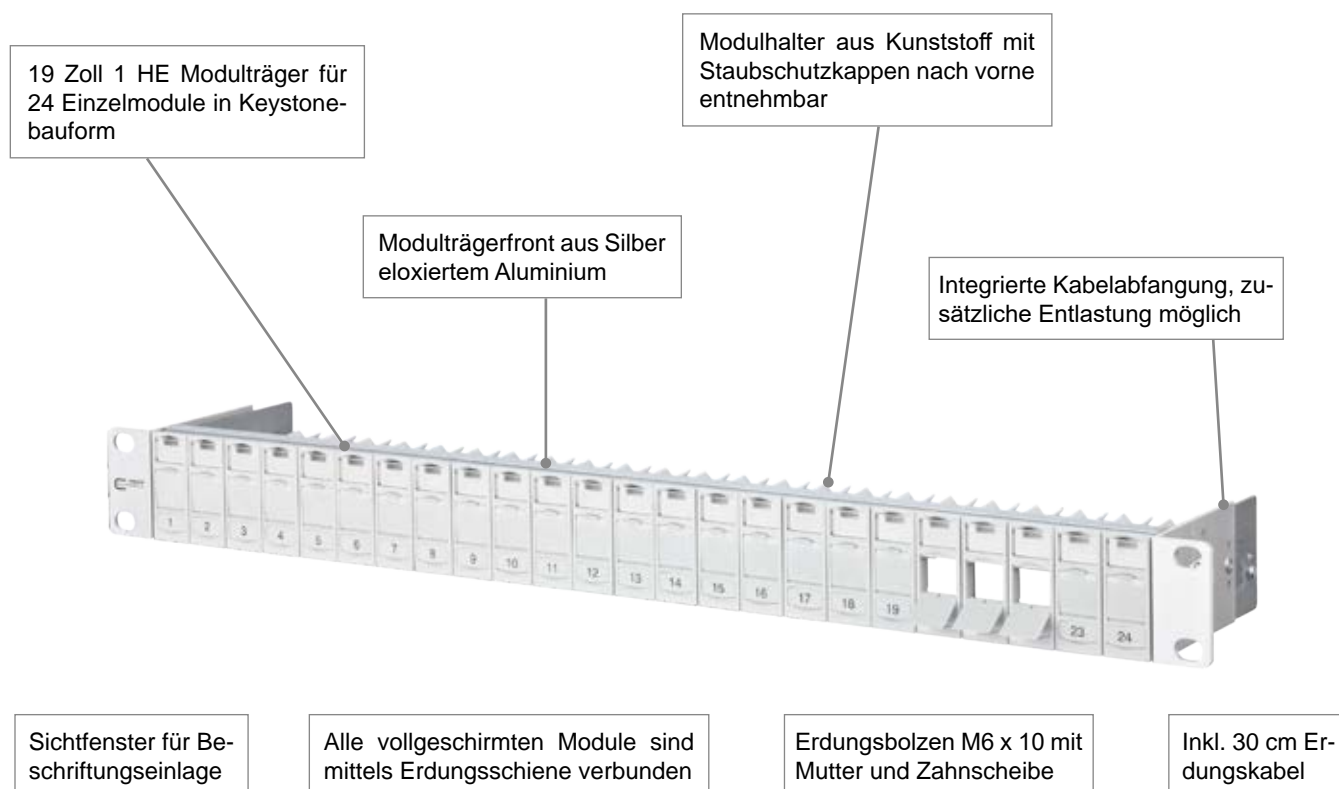 19 Zoll 1 HE Modulträger für
24 Einzelmodule in Keystone-
bauform
Modulhalter aus Kunststoff mit
Staubschutzkappen nach vorne
entnehmbar
Modulträgerfront aus Silber
eloxiertem Aluminium
Integrierte Kabelabfangung, zu-
sätzliche Entlastung möglich
1 2 3 4 5 6 7 8 9 10 11 12 13 14 15 16 17 18 19 23 24
Sichtfenster für Be-
schriftungseinlage
Alle vollgeschirmten Module sind
mittels Erdungsschiene verbunden
Erdungsbolzen M6 x 10 mit
Mutter und Zahnscheibe
Inkl. 30 cm Er-
dungskabel